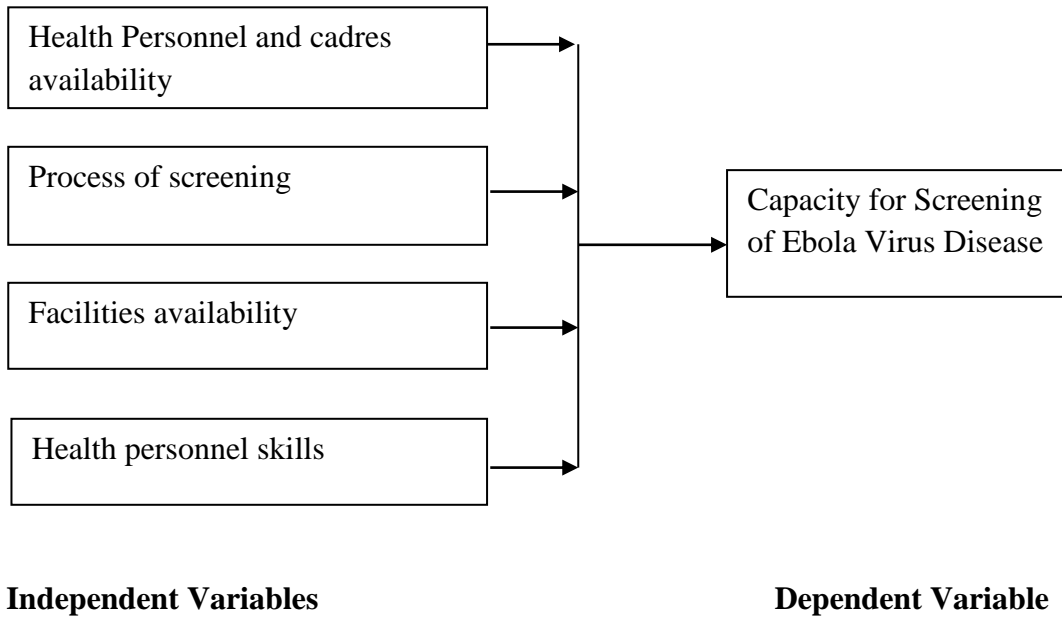 Health Personnel and cadres
availability
Process of screening
Facilities availability
Health personnel skills
Capacity for Screening
of Ebola Virus Disease
Independent Variables
Dependent Variable